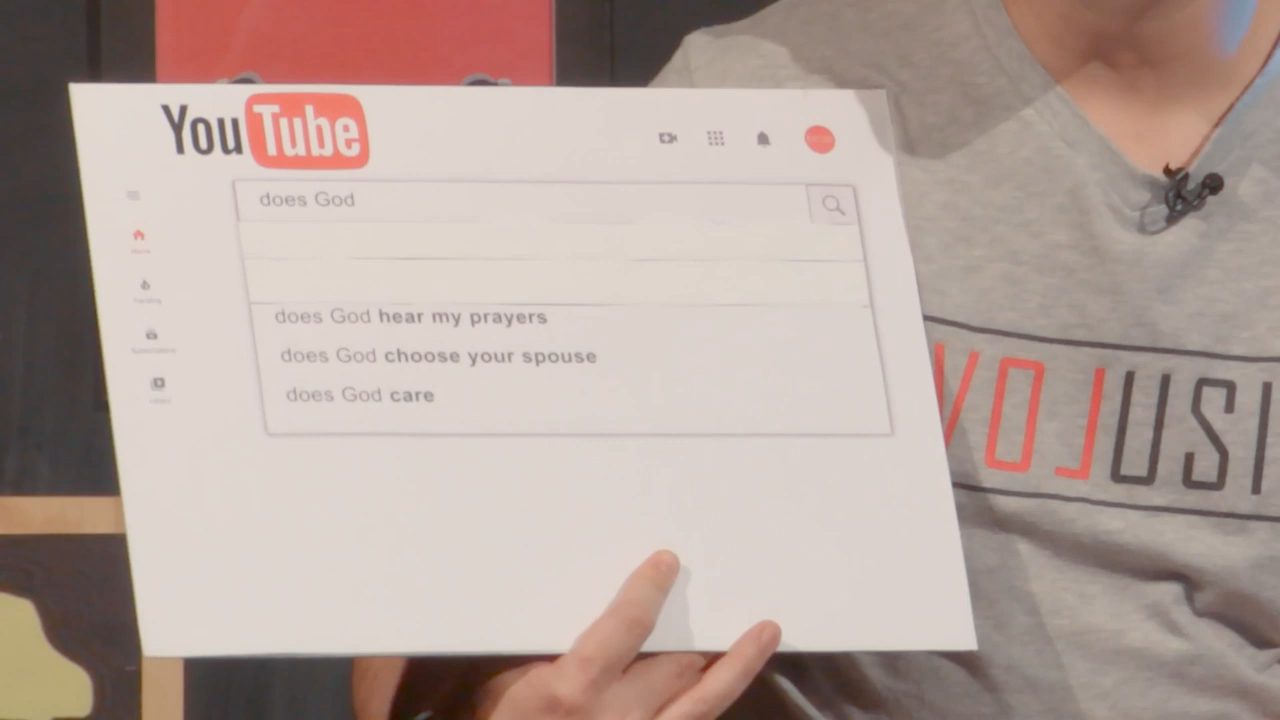 YouTube
does God
does God hear my prayers
does God choose your spouse
does God care